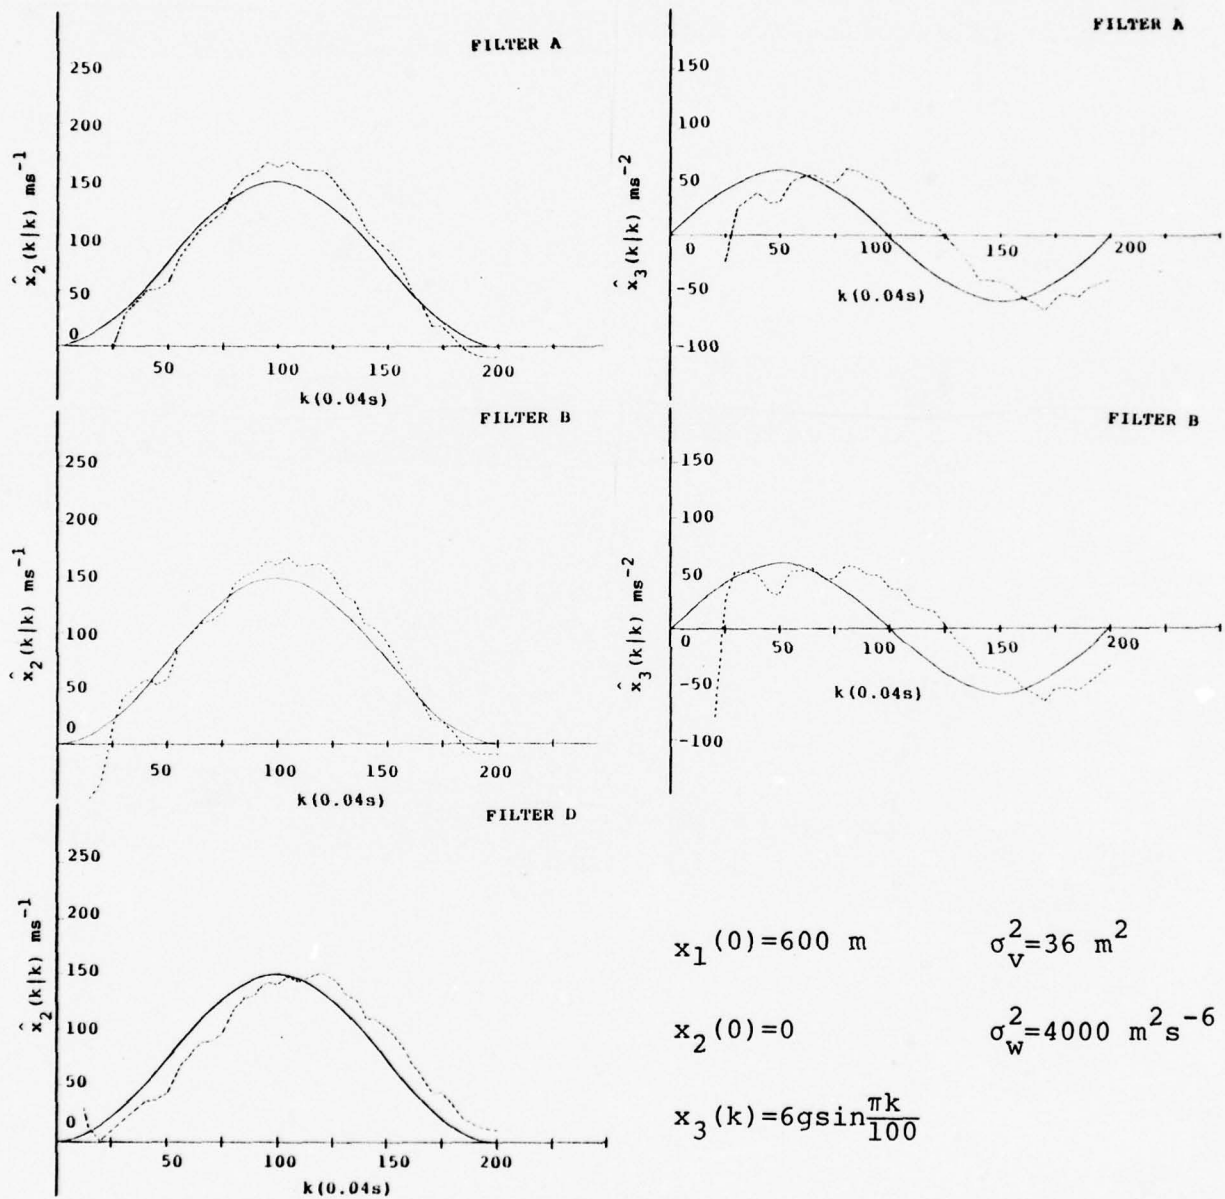 FILTER A
250
200
150
100
50
0
x̂₂(k|k) ms⁻¹
50 100 150 200
k(0.04s)
FILTER A
150
100
50
0 50 100 150 200
-50
-100
x̂₃(k|k) ms⁻²
k(0.04s)
FILTER B
250
200
150
100
50
0
x̂₂(k|k) ms⁻¹
50 100 150 200
k(0.04s)
FILTER B
150
100
50
0 50 100 150 200
-50
-100
x̂₃(k|k) ms⁻²
k(0.04s)
FILTER D
250
200
150
100
50
0
x̂₂(k|k) ms⁻¹
50 100 150 200
k(0.04s)
x₁(0)=600 m σᵥ²=36 m²
x₂(0)=0 σ_w²=4000 m²s⁻⁶
x₃(k)=6gsin πk/100